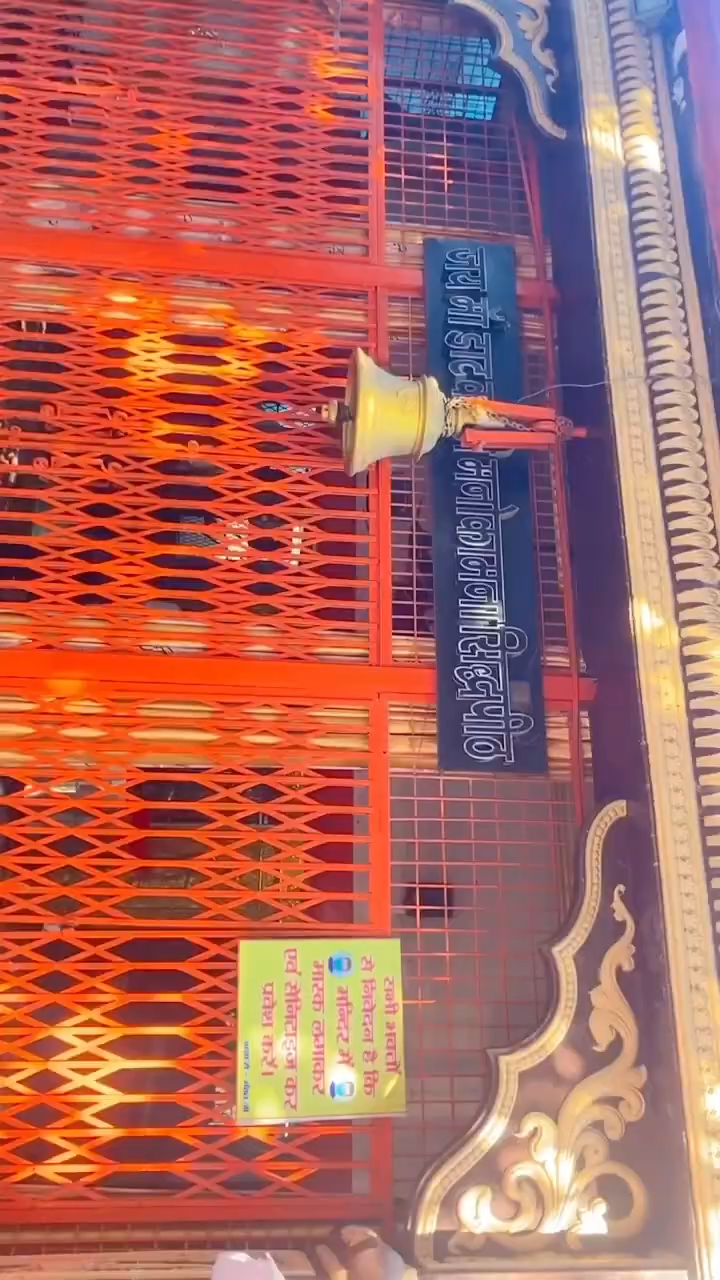 जय माँ मनोकामना सिद्धपीठ
सभी भक्तों
से निवेदन है कि
मन्दिर में
मास्क लगाकर
एवं सैनिटाइज कर
प्रवेश करें।